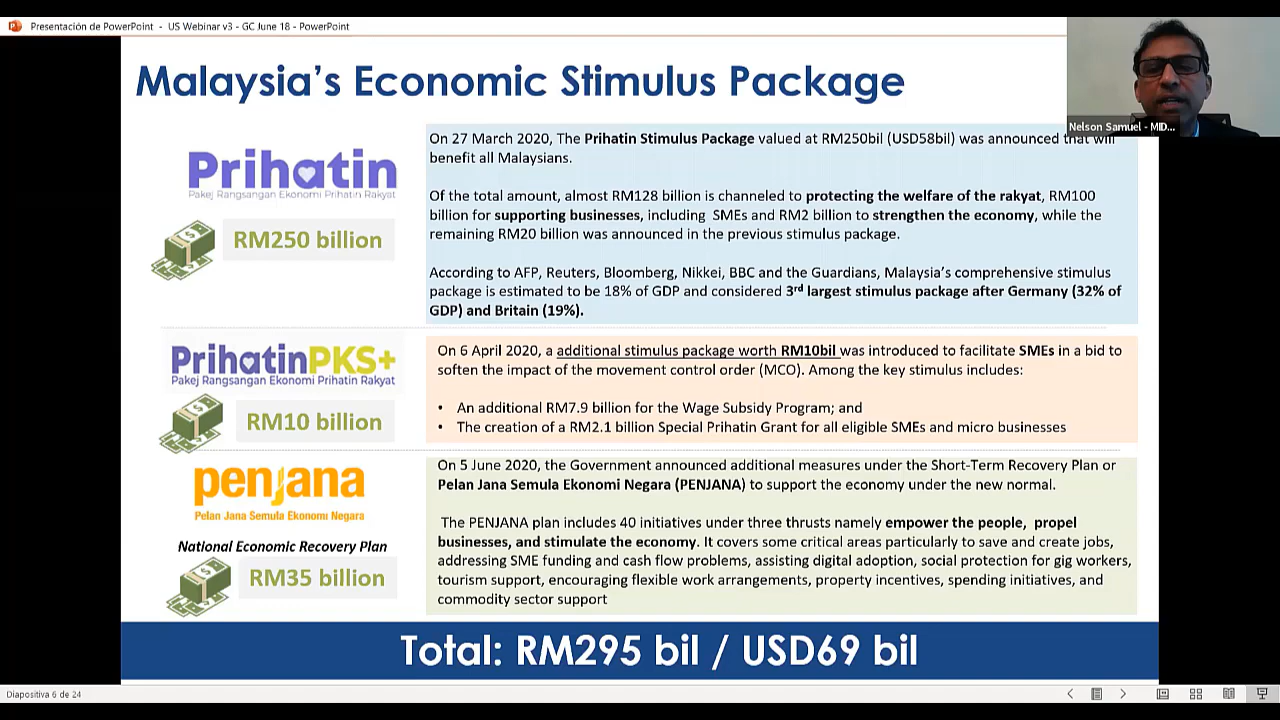 Presentación de PowerPoint - US Webinar v3 - GC June 18 - PowerPoint
Nelson Samuel - MID...
Malaysia's Economic Stimulus Package
Prihatin
Pakej Rangsangan Ekonomi Prihatin Rakyat
RM250 billion
On 27 March 2020, The Prihatin Stimulus Package valued at RM250bil (USD58bil) was announced that will
benefit all Malaysians.
Of the total amount, almost RM128 billion is channeled to protecting the welfare of the rakyat, RM100
billion for supporting businesses, including SMEs and RM2 billion to strengthen the economy, while the
remaining RM20 billion was announced in the previous stimulus package.
According to AFP, Reuters, Bloomberg, Nikkei, BBC and the Guardians, Malaysia's comprehensive stimulus
package is estimated to be 18% of GDP and considered 3rd largest stimulus package after Germany (32% of
GDP) and Britain (19%).
PrihatinPKS+
Pakej Rangsangan Ekonomi Prihatin Rakyat
RM10 billion
On 6 April 2020, a additional stimulus package worth RM10bil was introduced to facilitate SMEs in a bid to
soften the impact of the movement control order (MCO). Among the key stimulus includes:
• An additional RM7.9 billion for the Wage Subsidy Program; and
• The creation of a RM2.1 billion Special Prihatin Grant for all eligible SMEs and micro businesses
penjana
Pelan Jana Semula Ekonomi Negara
National Economic Recovery Plan
RM35 billion
On 5 June 2020, the Government announced additional measures under the Short-Term Recovery Plan or
Pelan Jana Semula Ekonomi Negara (PENJANA) to support the economy under the new normal.
The PENJANA plan includes 40 initiatives under three thrusts namely empower the people, propel
businesses, and stimulate the economy. It covers some critical areas particularly to save and create jobs,
addressing SME funding and cash flow problems, assisting digital adoption, social protection for gig workers,
tourism support, encouraging flexible work arrangements, property incentives, spending initiatives, and
commodity sector support
Total: RM295 bil / USD69 bil
Diapositiva 6 de 24